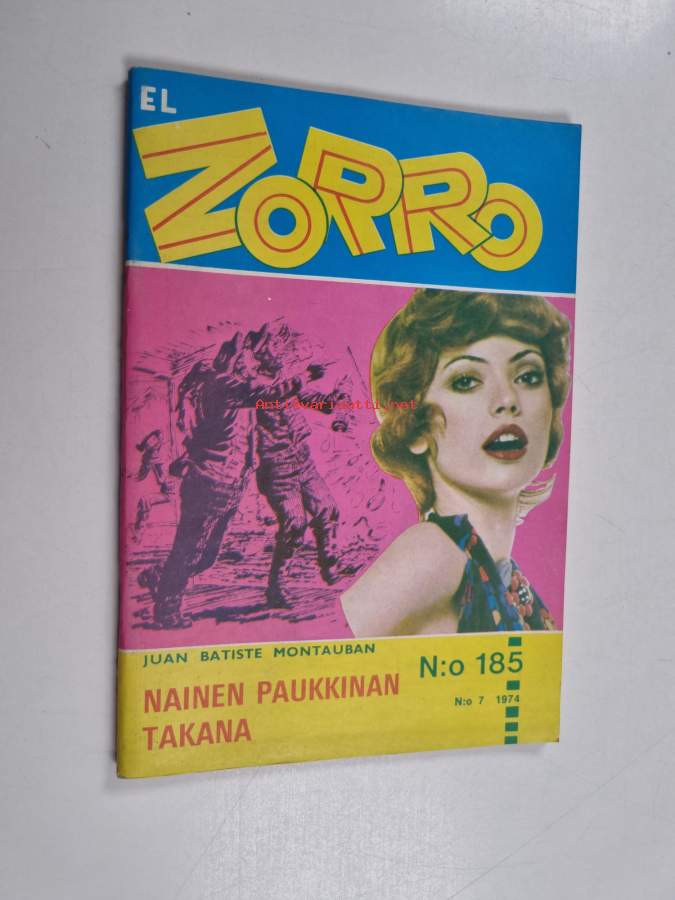 EL
ZORRO
Antikvariaatti.net
JUAN BATISTE MONTAUBAN
NAINEN PAUKKINAN
TAKANA
N:o 185
N:o 7 1974